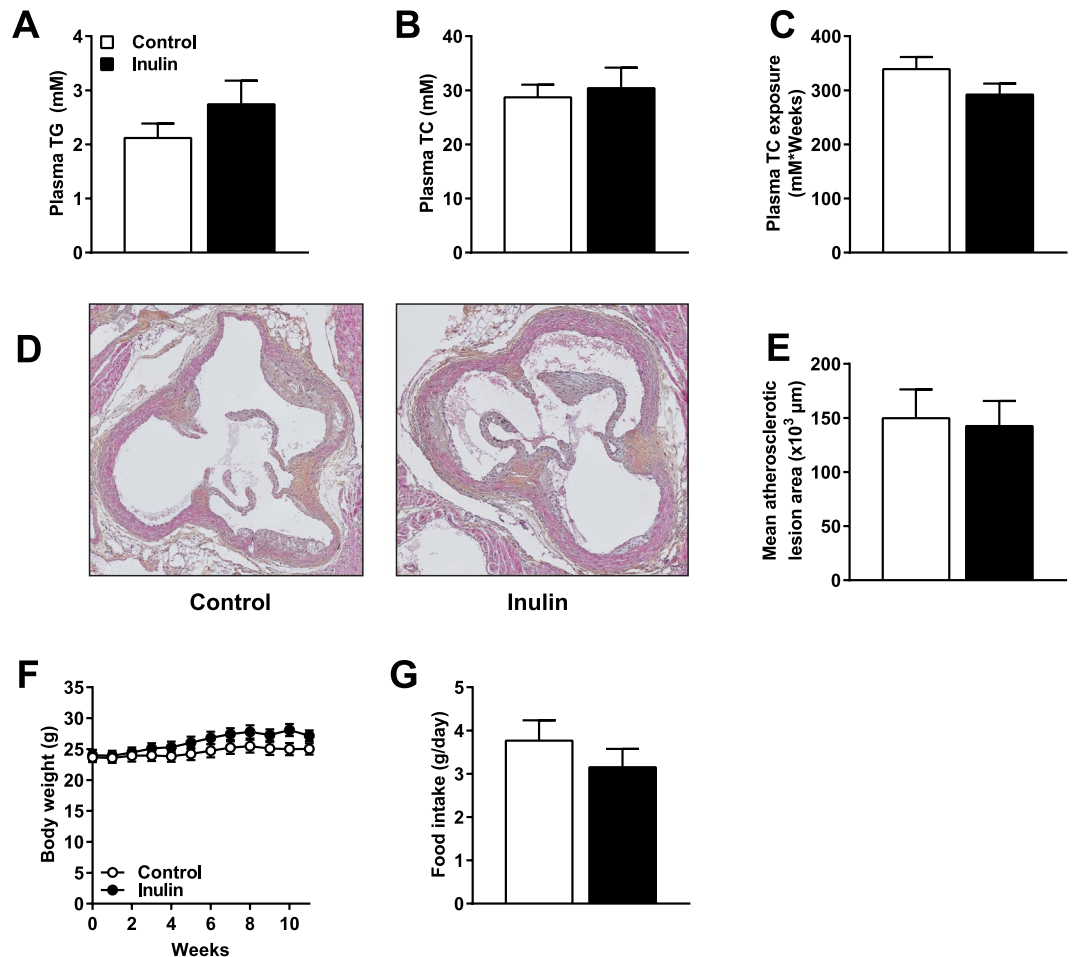 A
Plasma TG (mM)
4
3
2
1
0
Control
Inulin
B
Plasma TC (mM)
40
30
20
10
0
C
Plasma TC exposure
(mM*Weeks)
400
300
200
100
0
D
Control
Inulin
E
Mean atherosclerotic
lesion area (x10³ µm)
200
150
100
50
0
F
Body weight (g)
35
30
25
20
15
10
5
0
Control
Inulin
0 2 4 6 8 10
Weeks
G
Food intake (g/day)
5
4
3
2
1
0